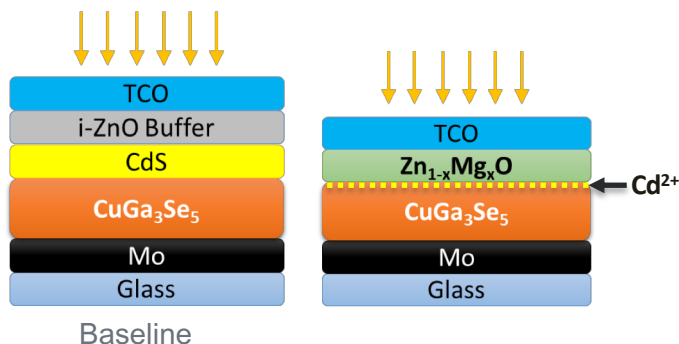 TCO
i-ZnO Buffer
CdS
CuGa₃Se₅
Mo
Glass
Baseline
TCO
Zn₁₋ₓMgₓO
Cd²⁺
CuGa₃Se₅
Mo
Glass